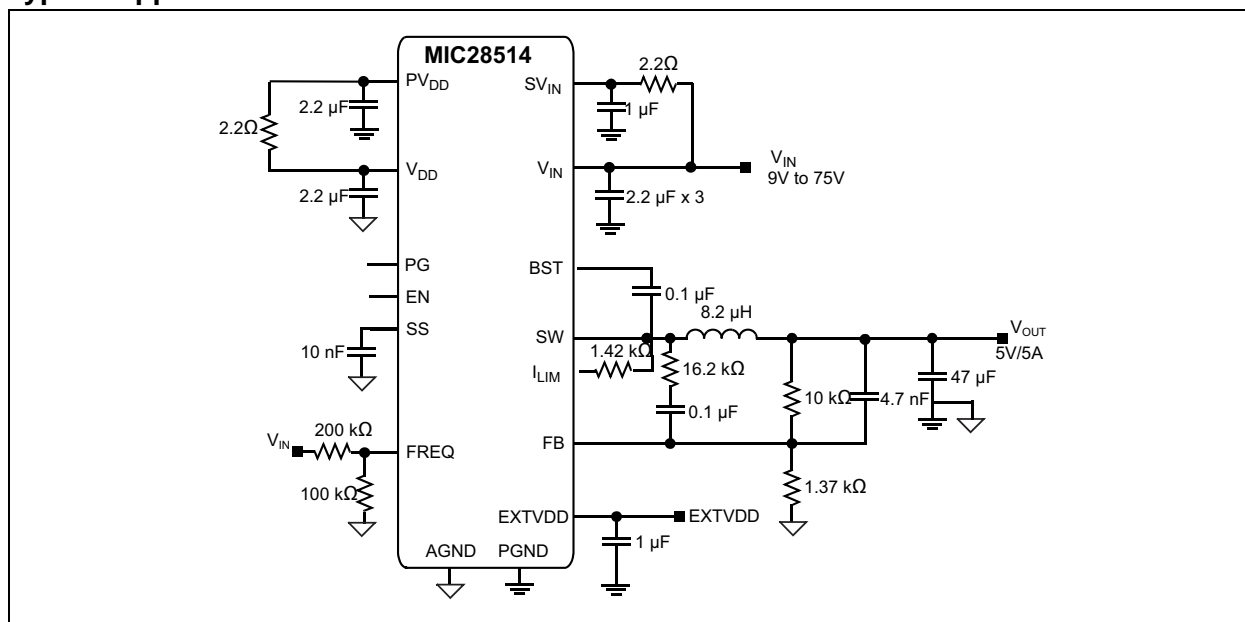 MIC28514
PVDD
2.2 µF
2.2Ω
VDD
2.2 µF
PG
EN
SS
10 nF
VIN
200 kΩ
FREQ
100 kΩ
AGND
PGND
SVIN
2.2Ω
1 µF
VIN
VIN
9V to 75V
2.2 µF x 3
BST
0.1 µF
8.2 µH
SW
VOUT
5V/5A
1.42 kΩ
ILIM
16.2 kΩ
10 kΩ
4.7 nF
47 µF
0.1 µF
FB
1.37 kΩ
EXTVDD
EXTVDD
1 µF